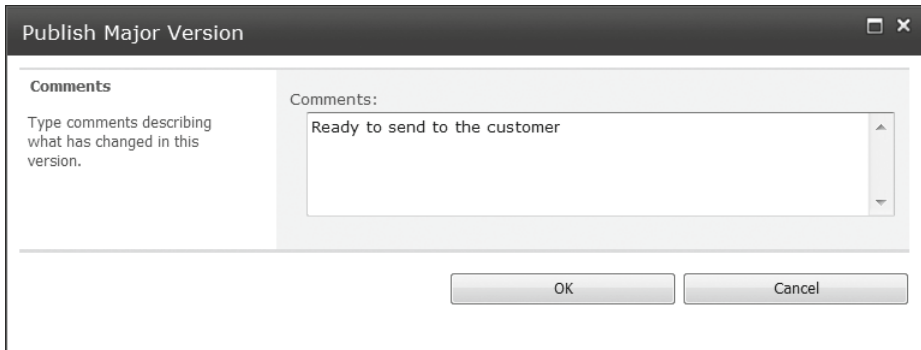 Publish Major Version
Comments
Type comments describing
what has changed in this
version.
Comments:
Ready to send to the customer
OK
Cancel